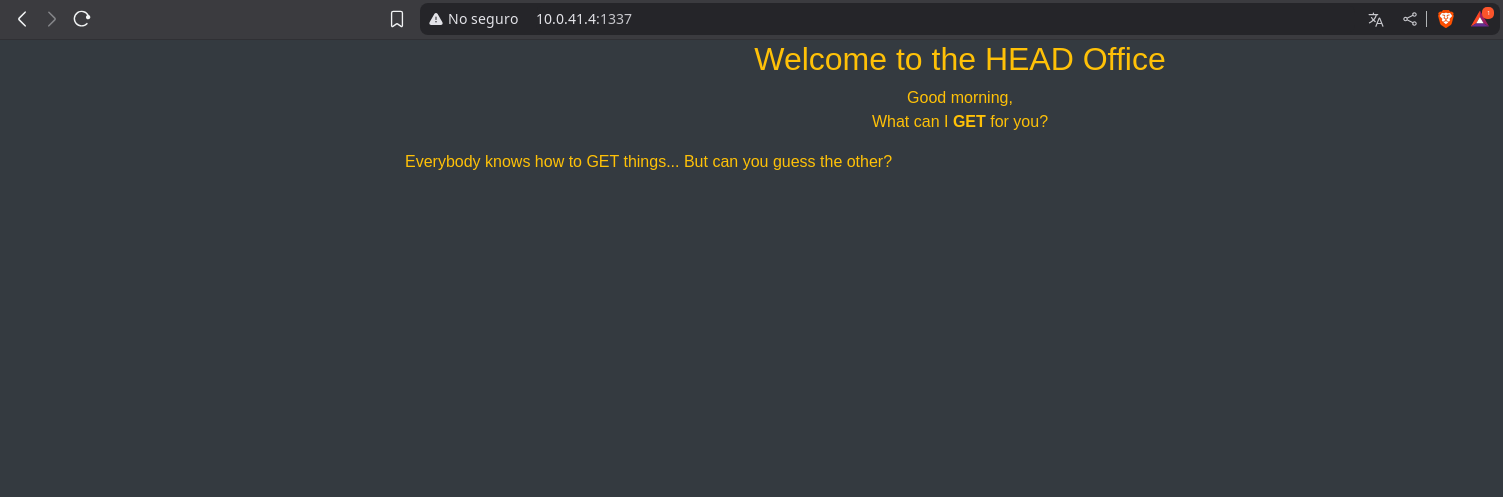 No seguro 10.0.41.4:1337
Welcome to the HEAD Office
Good morning,
What can I GET for you?
Everybody knows how to GET things... But can you guess the other?